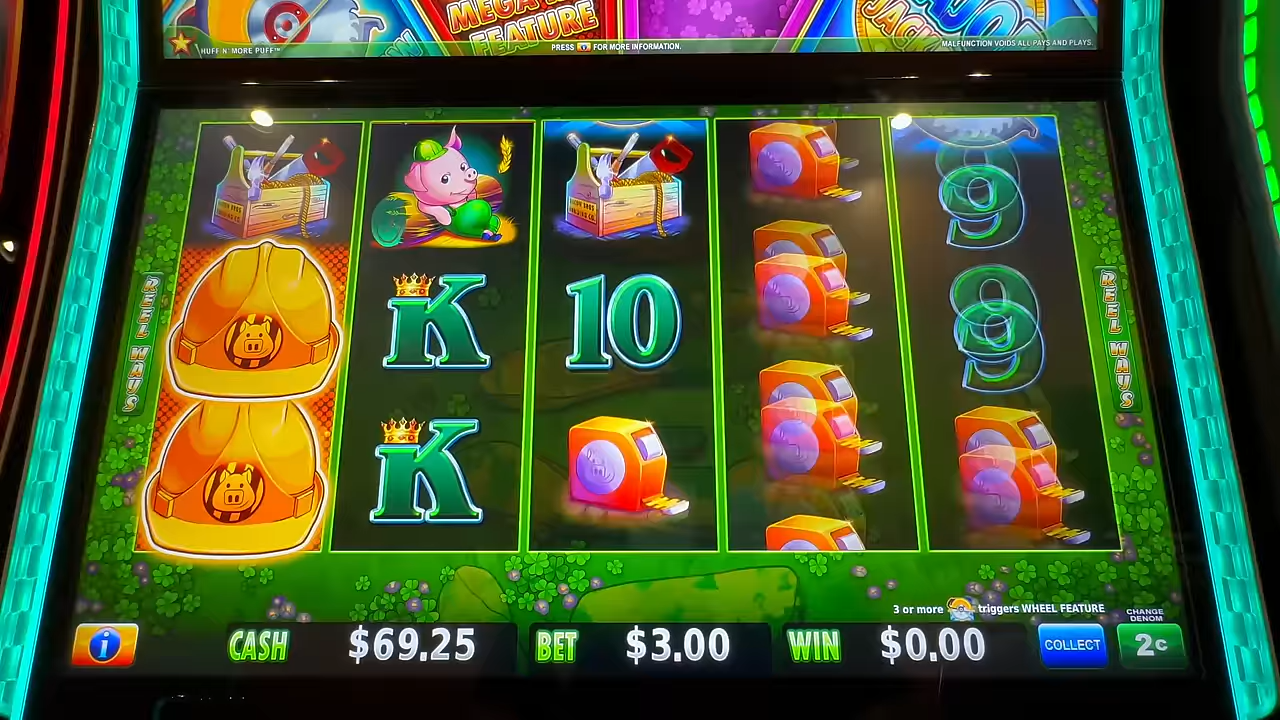 MEGA H
FEATURE
JACK
HUFF N' MORE PUFF™
PRESS i FOR MORE INFORMATION.
MALFUNCTION VOIDS ALL PAYS AND PLAYS.
REEL WAYS
REEL WAYS
9
K
10
9
K
3 or more triggers WHEEL FEATURE
CHANGE
DENOM
i
CASH $69.25
BET $3.00
WIN $0.00
COLLECT
2¢